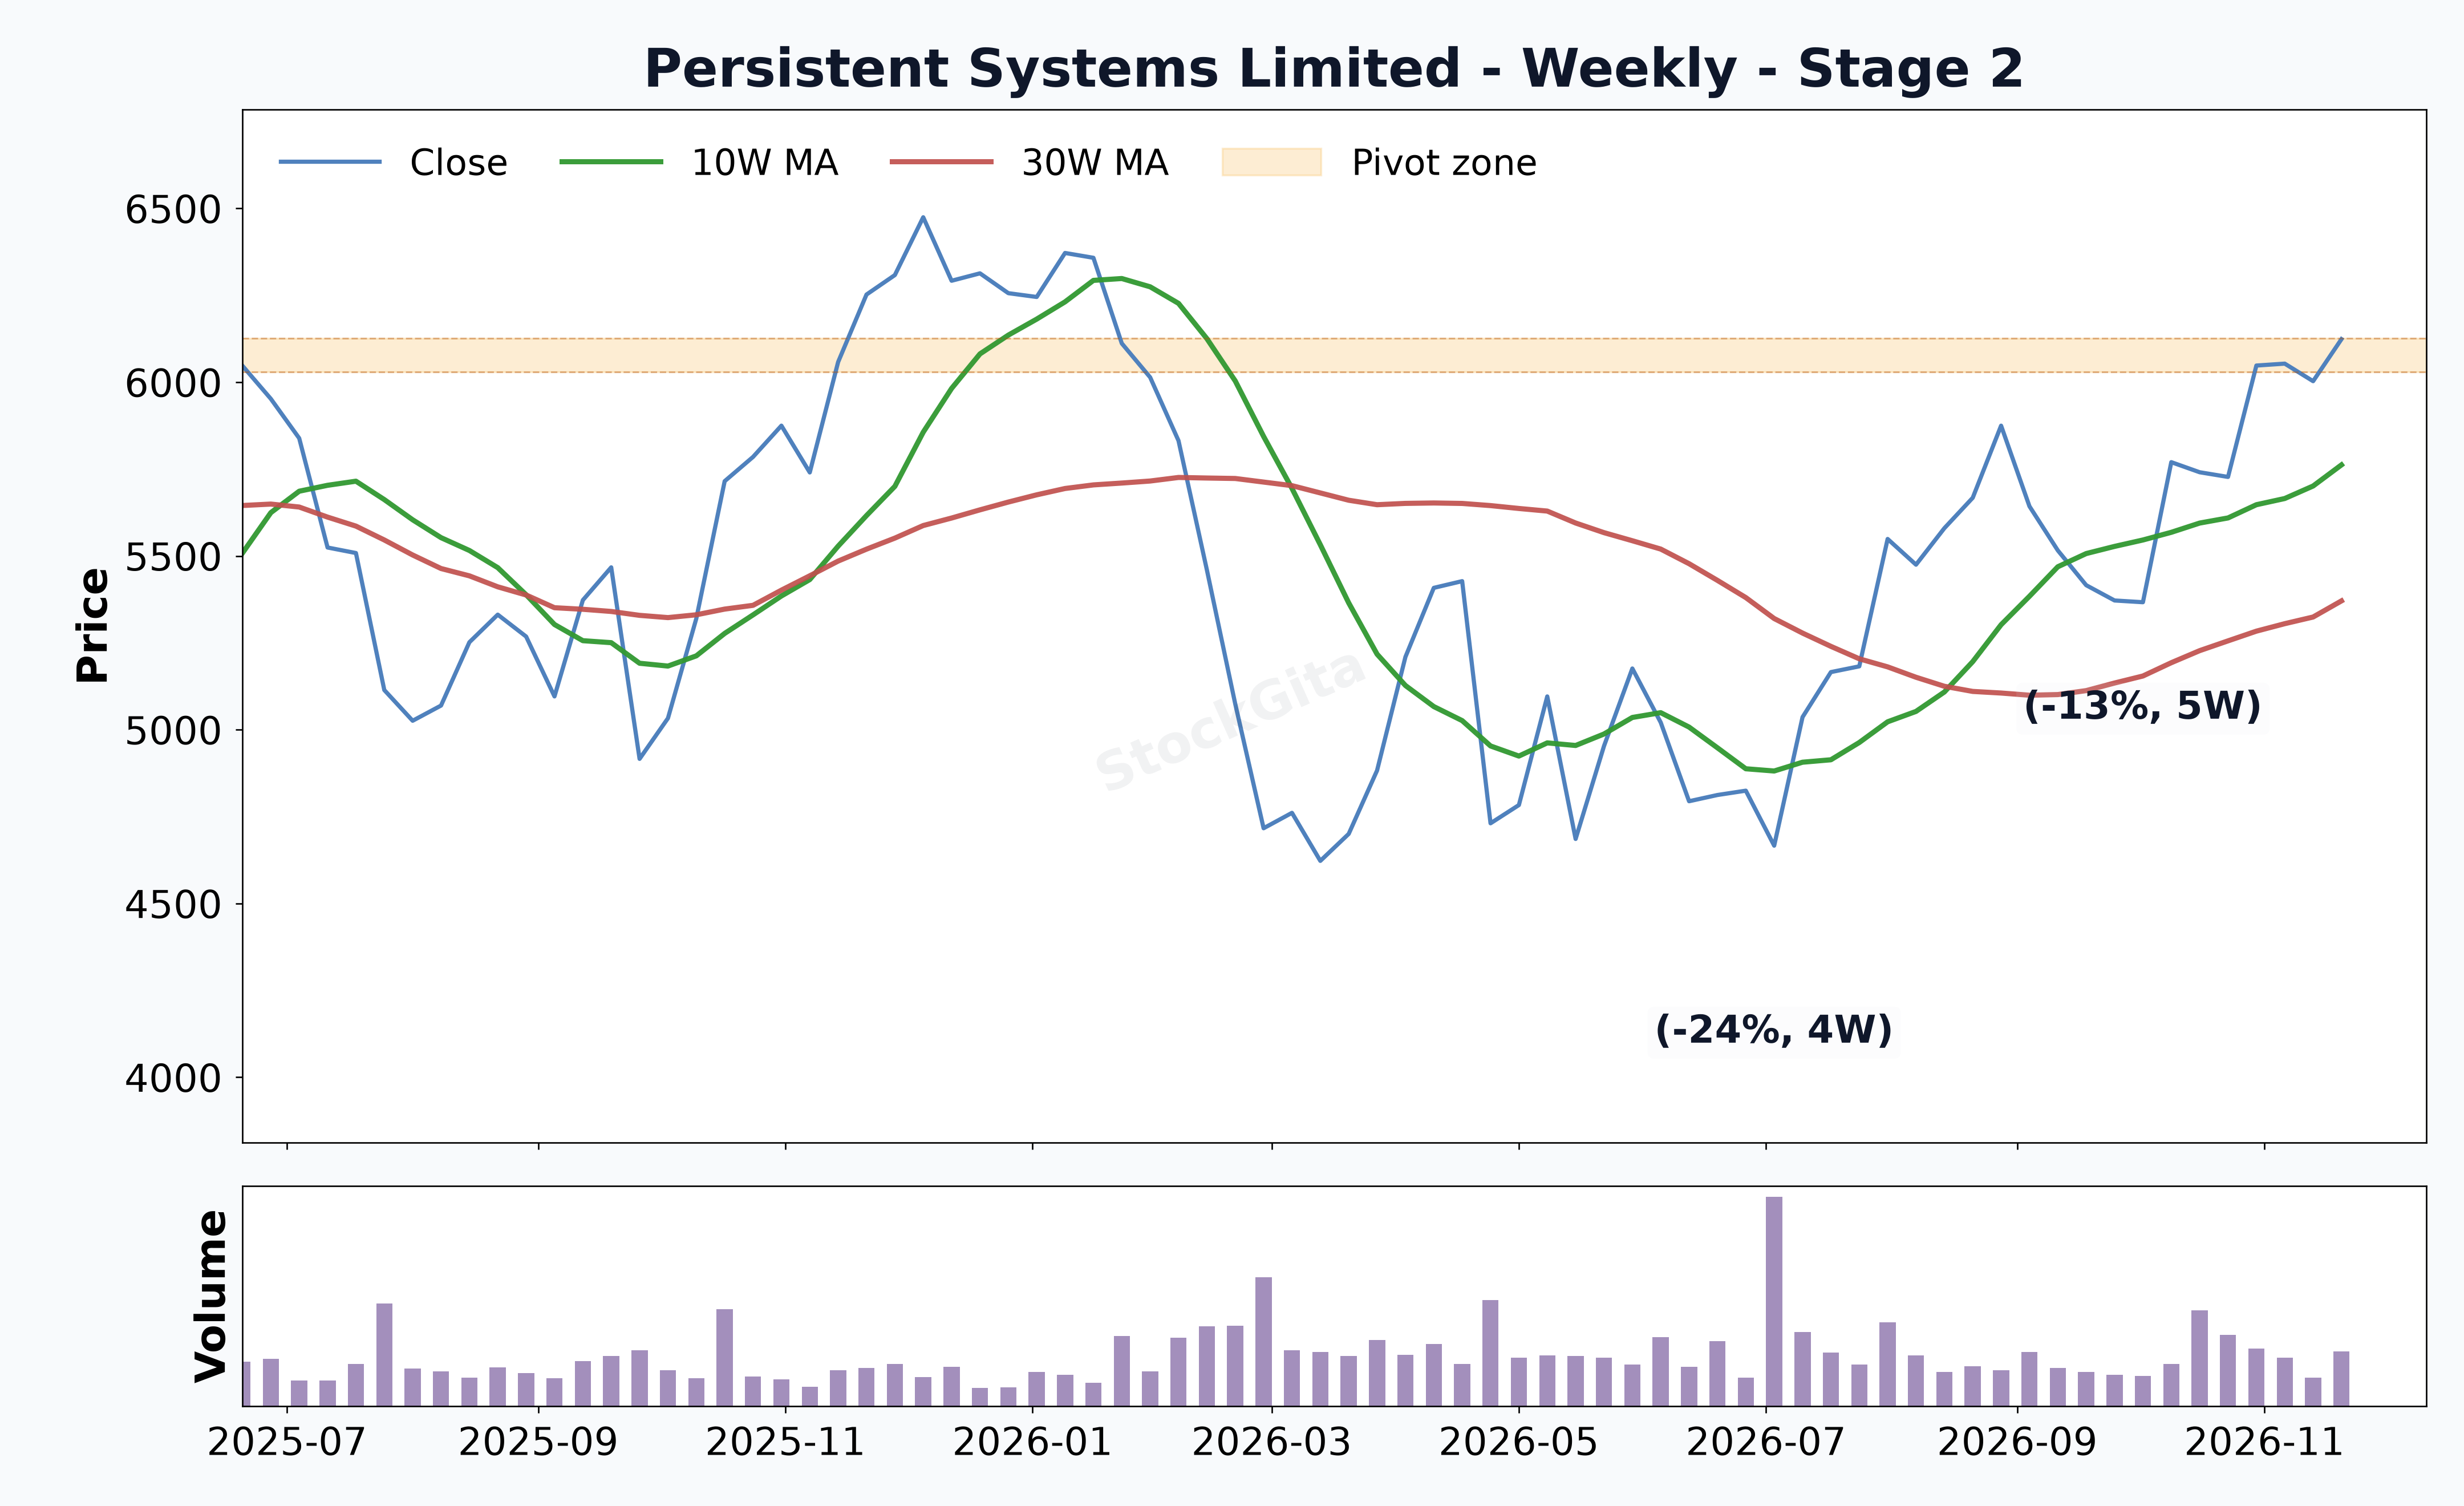 Persistent Systems Limited - Weekly - Stage 2
Close 10W MA 30W MA Pivot zone
6500
6000
5500
5000
4500
4000
Price
StockGita
(-13%, 5W)
(-24%, 4W)
Volume
2025-07 2025-09 2025-11 2026-01 2026-03 2026-05 2026-07 2026-09 2026-11